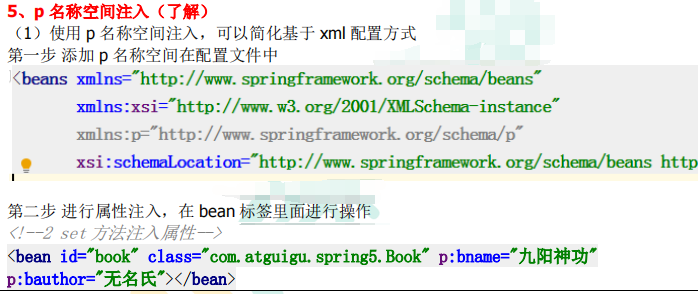 5、p 名称空间注入（了解）
（1）使用 p 名称空间注入，可以简化基于 xml 配置方式
第一步 添加 p 名称空间在配置文件中
<beans xmlns="http://www.springframework.org/schema/beans"
xmlns:xsi="http://www.w3.org/2001/XMLSchema-instance"
xmlns:p="http://www.springframework.org/schema/p"
xsi:schemaLocation="http://www.springframework.org/schema/beans http
第二步 进行属性注入，在 bean 标签里面进行操作
<!--2 set 方法注入属性-->
<bean id="book" class="com.atguigu.spring5.Book" p:bname="九阳神功"
p:bauthor="无名氏"></bean>